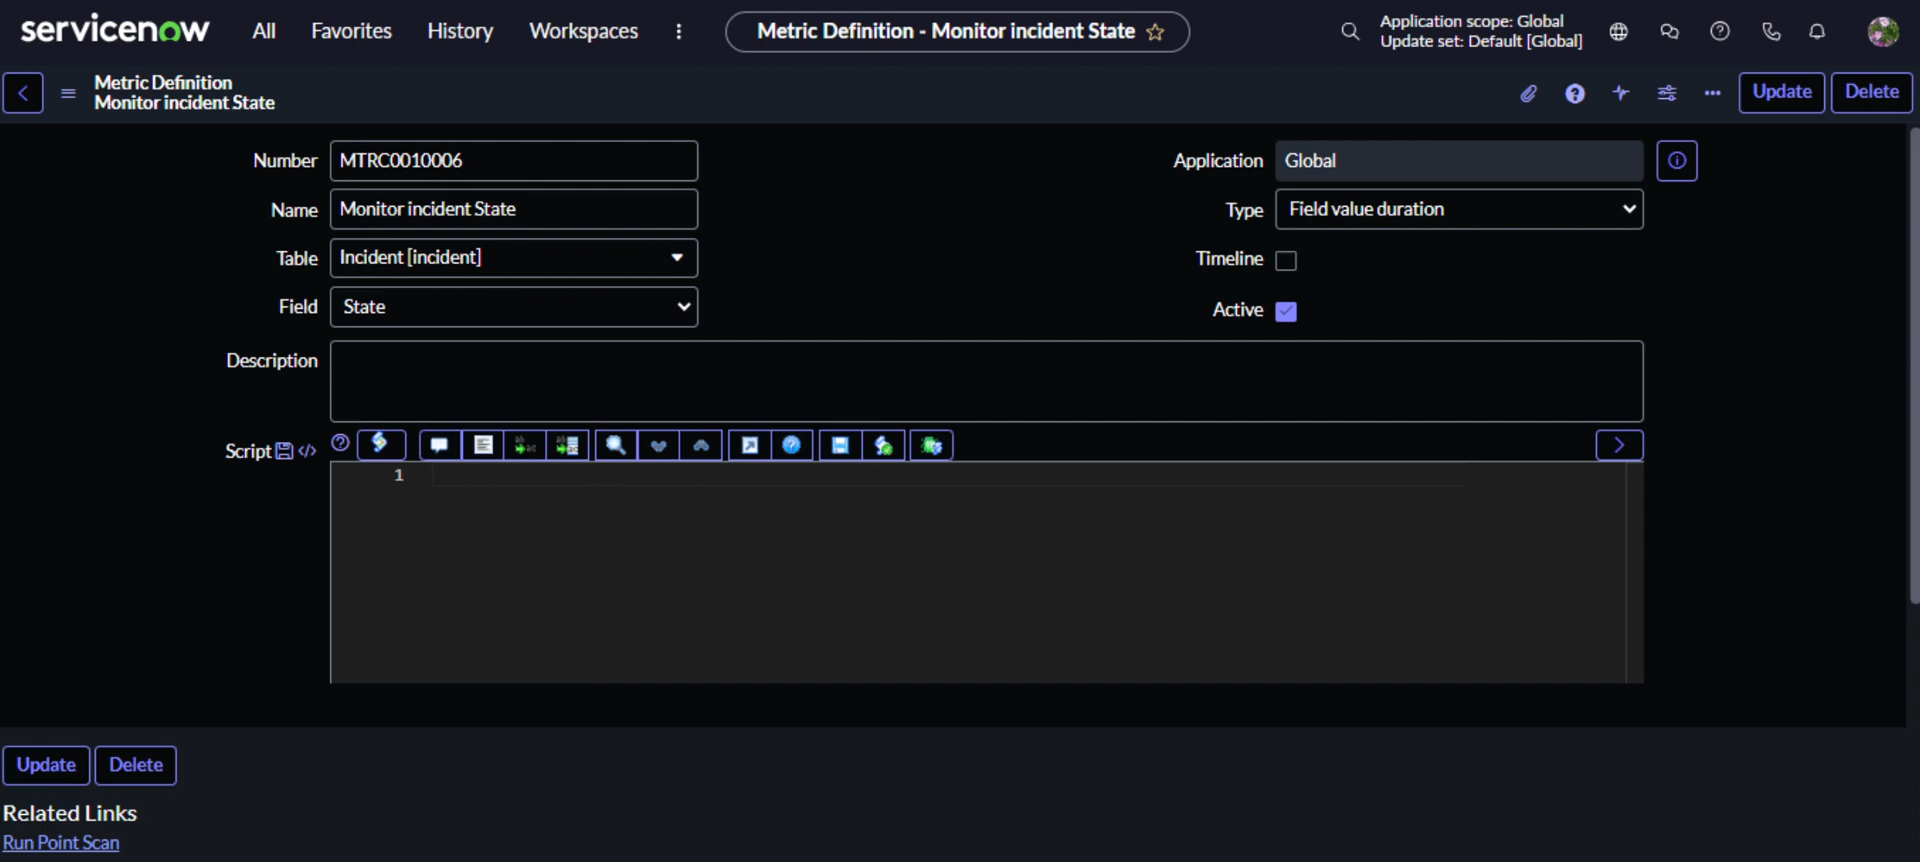 servicenow
All
Favorites
History
Workspaces
Metric Definition - Monitor incident State
Application scope: Global
Update set: Default [Global]
Metric Definition
Monitor incident State
Update
Delete
Number
MTRC0010006
Application
Global
Name
Monitor incident State
Type
Field value duration
Table
Incident [incident]
Timeline
Field
State
Active
Description
Script
1
Update
Delete
Related Links
Run Point Scan